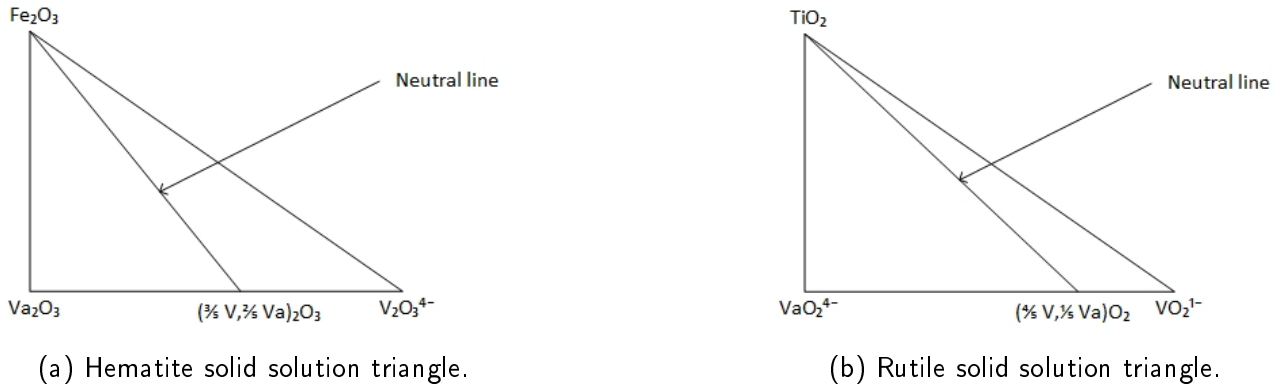 Fe₂O₃
Neutral line
Va₂O₃
(⅗ V,⅖ Va)₂O₃
V₂O₃⁴⁻
(a) Hematite solid solution triangle.
TiO₂
Neutral line
VaO₂⁴⁻
(⅘ V,⅕ Va)O₂
VO₂¹⁻
(b) Rutile solid solution triangle.